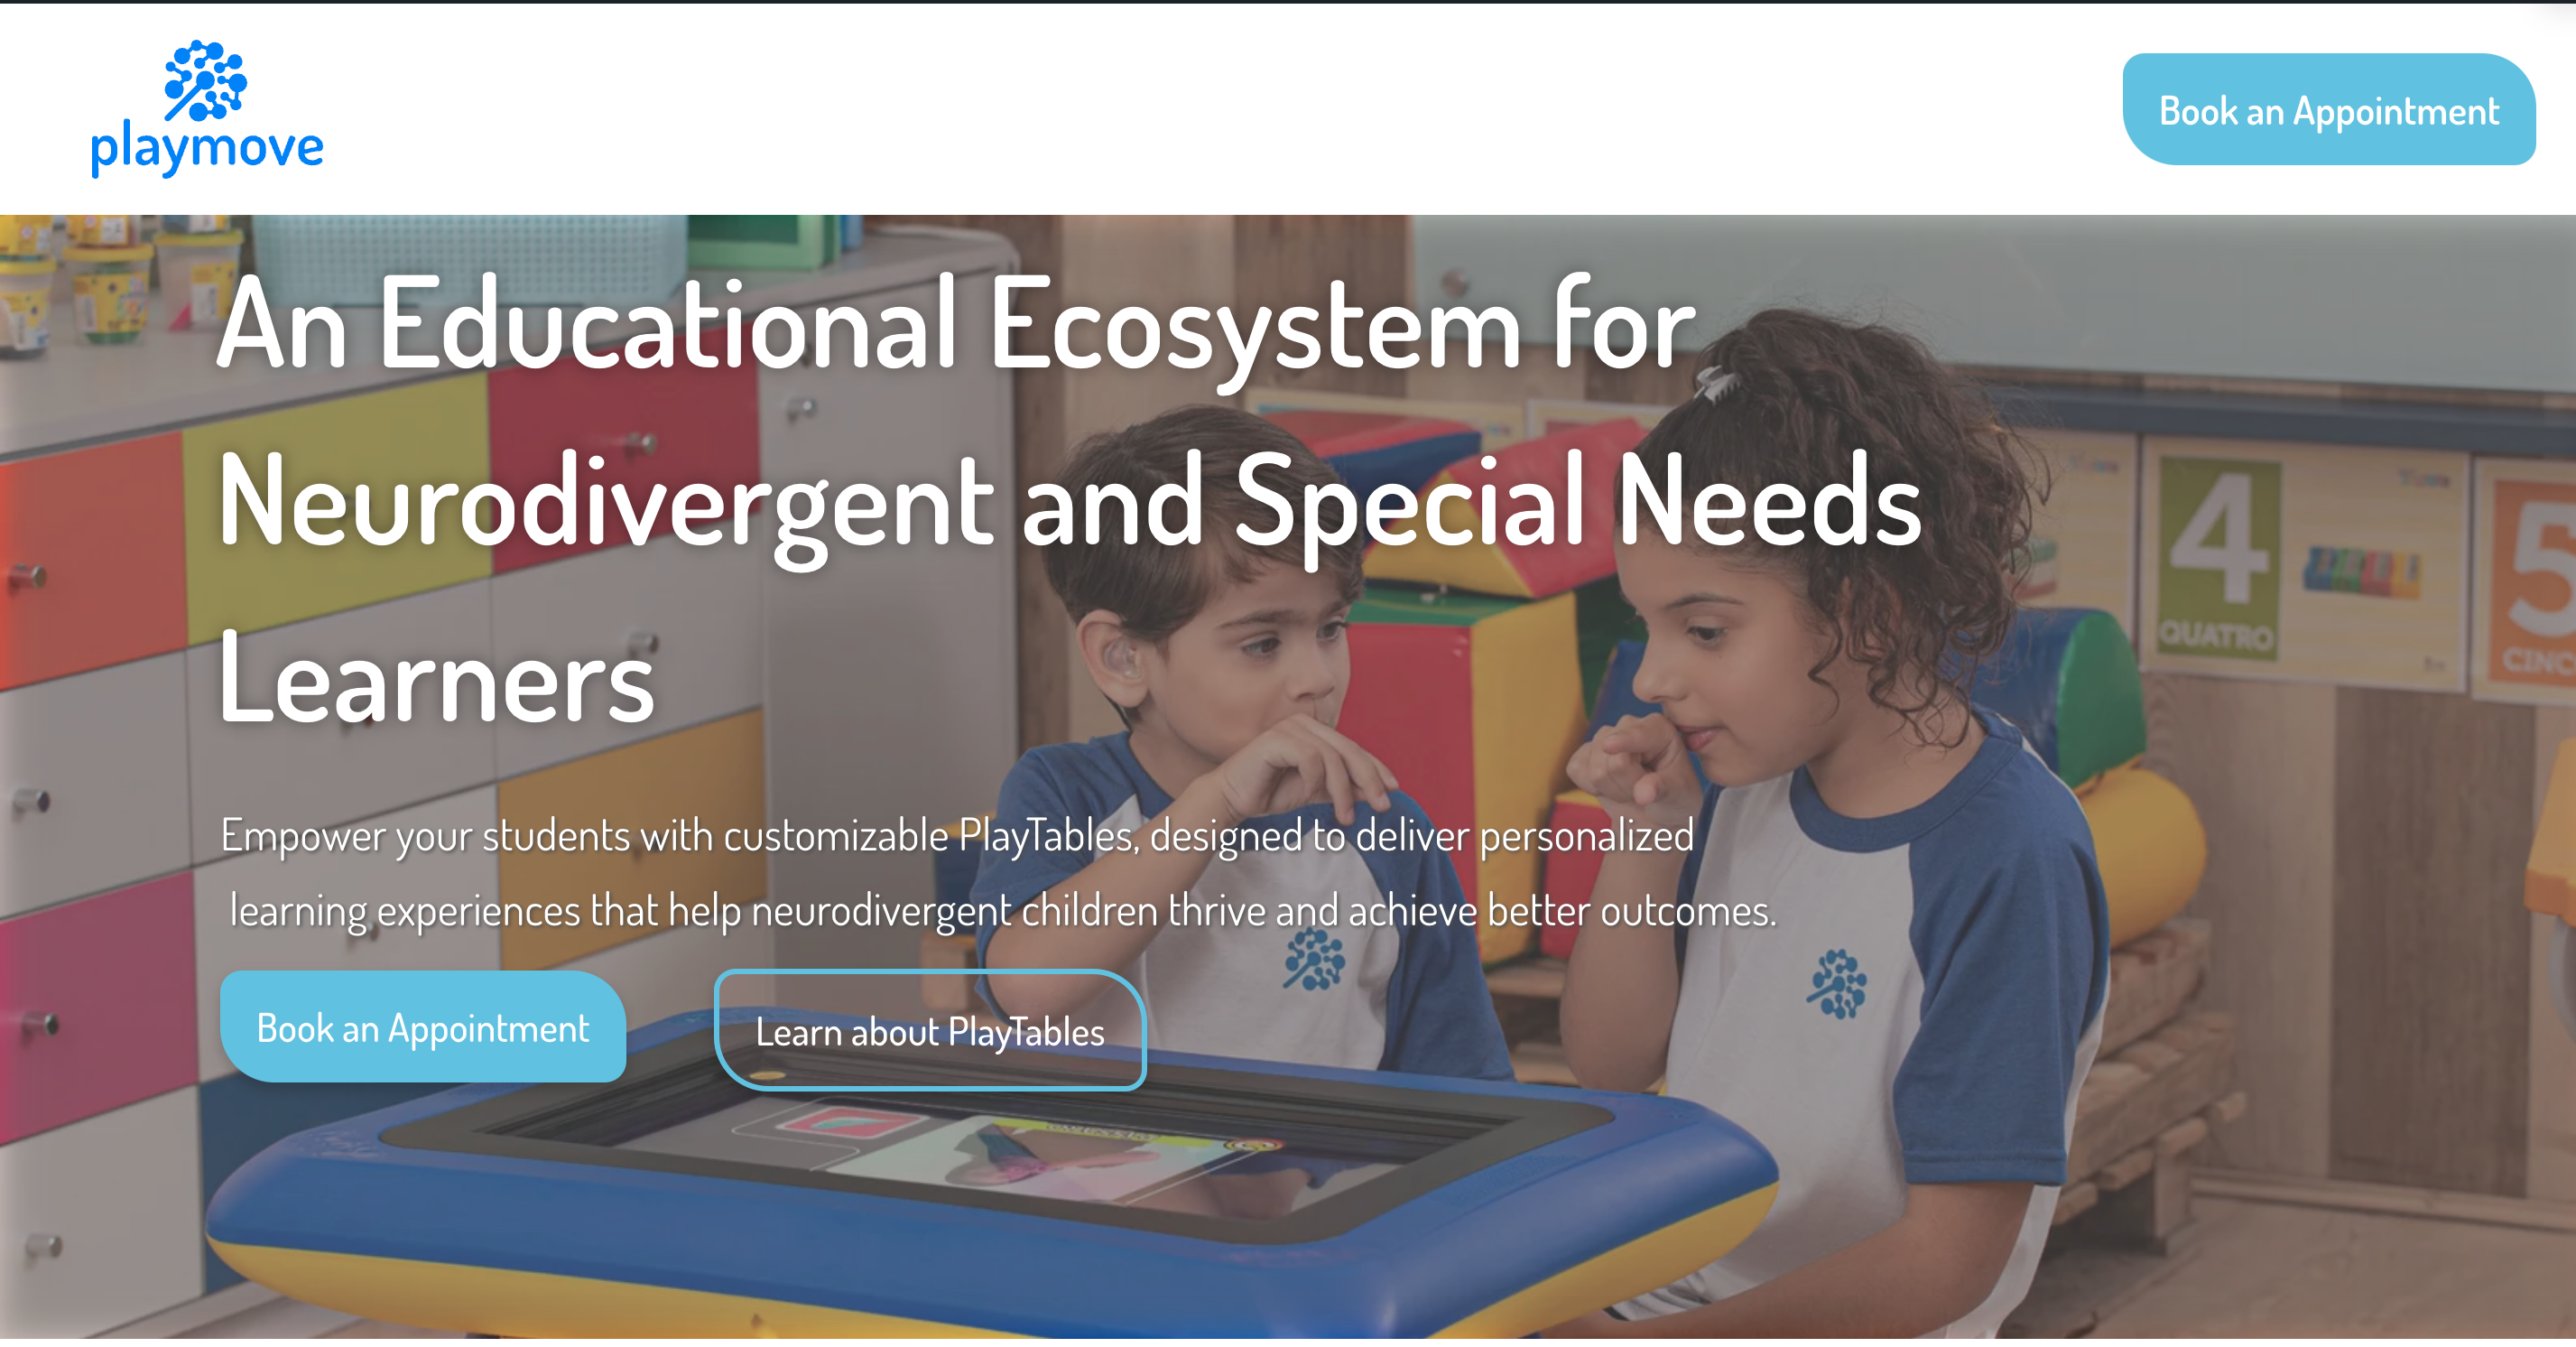 playmove
Book an Appointment
An Educational Ecosystem for
Neurodivergent and Special Needs
Learners
Empower your students with customizable PlayTables, designed to deliver personalized
learning experiences that help neurodivergent children thrive and achieve better outcomes.
Book an Appointment
Learn about PlayTables
4
QUATRO
5